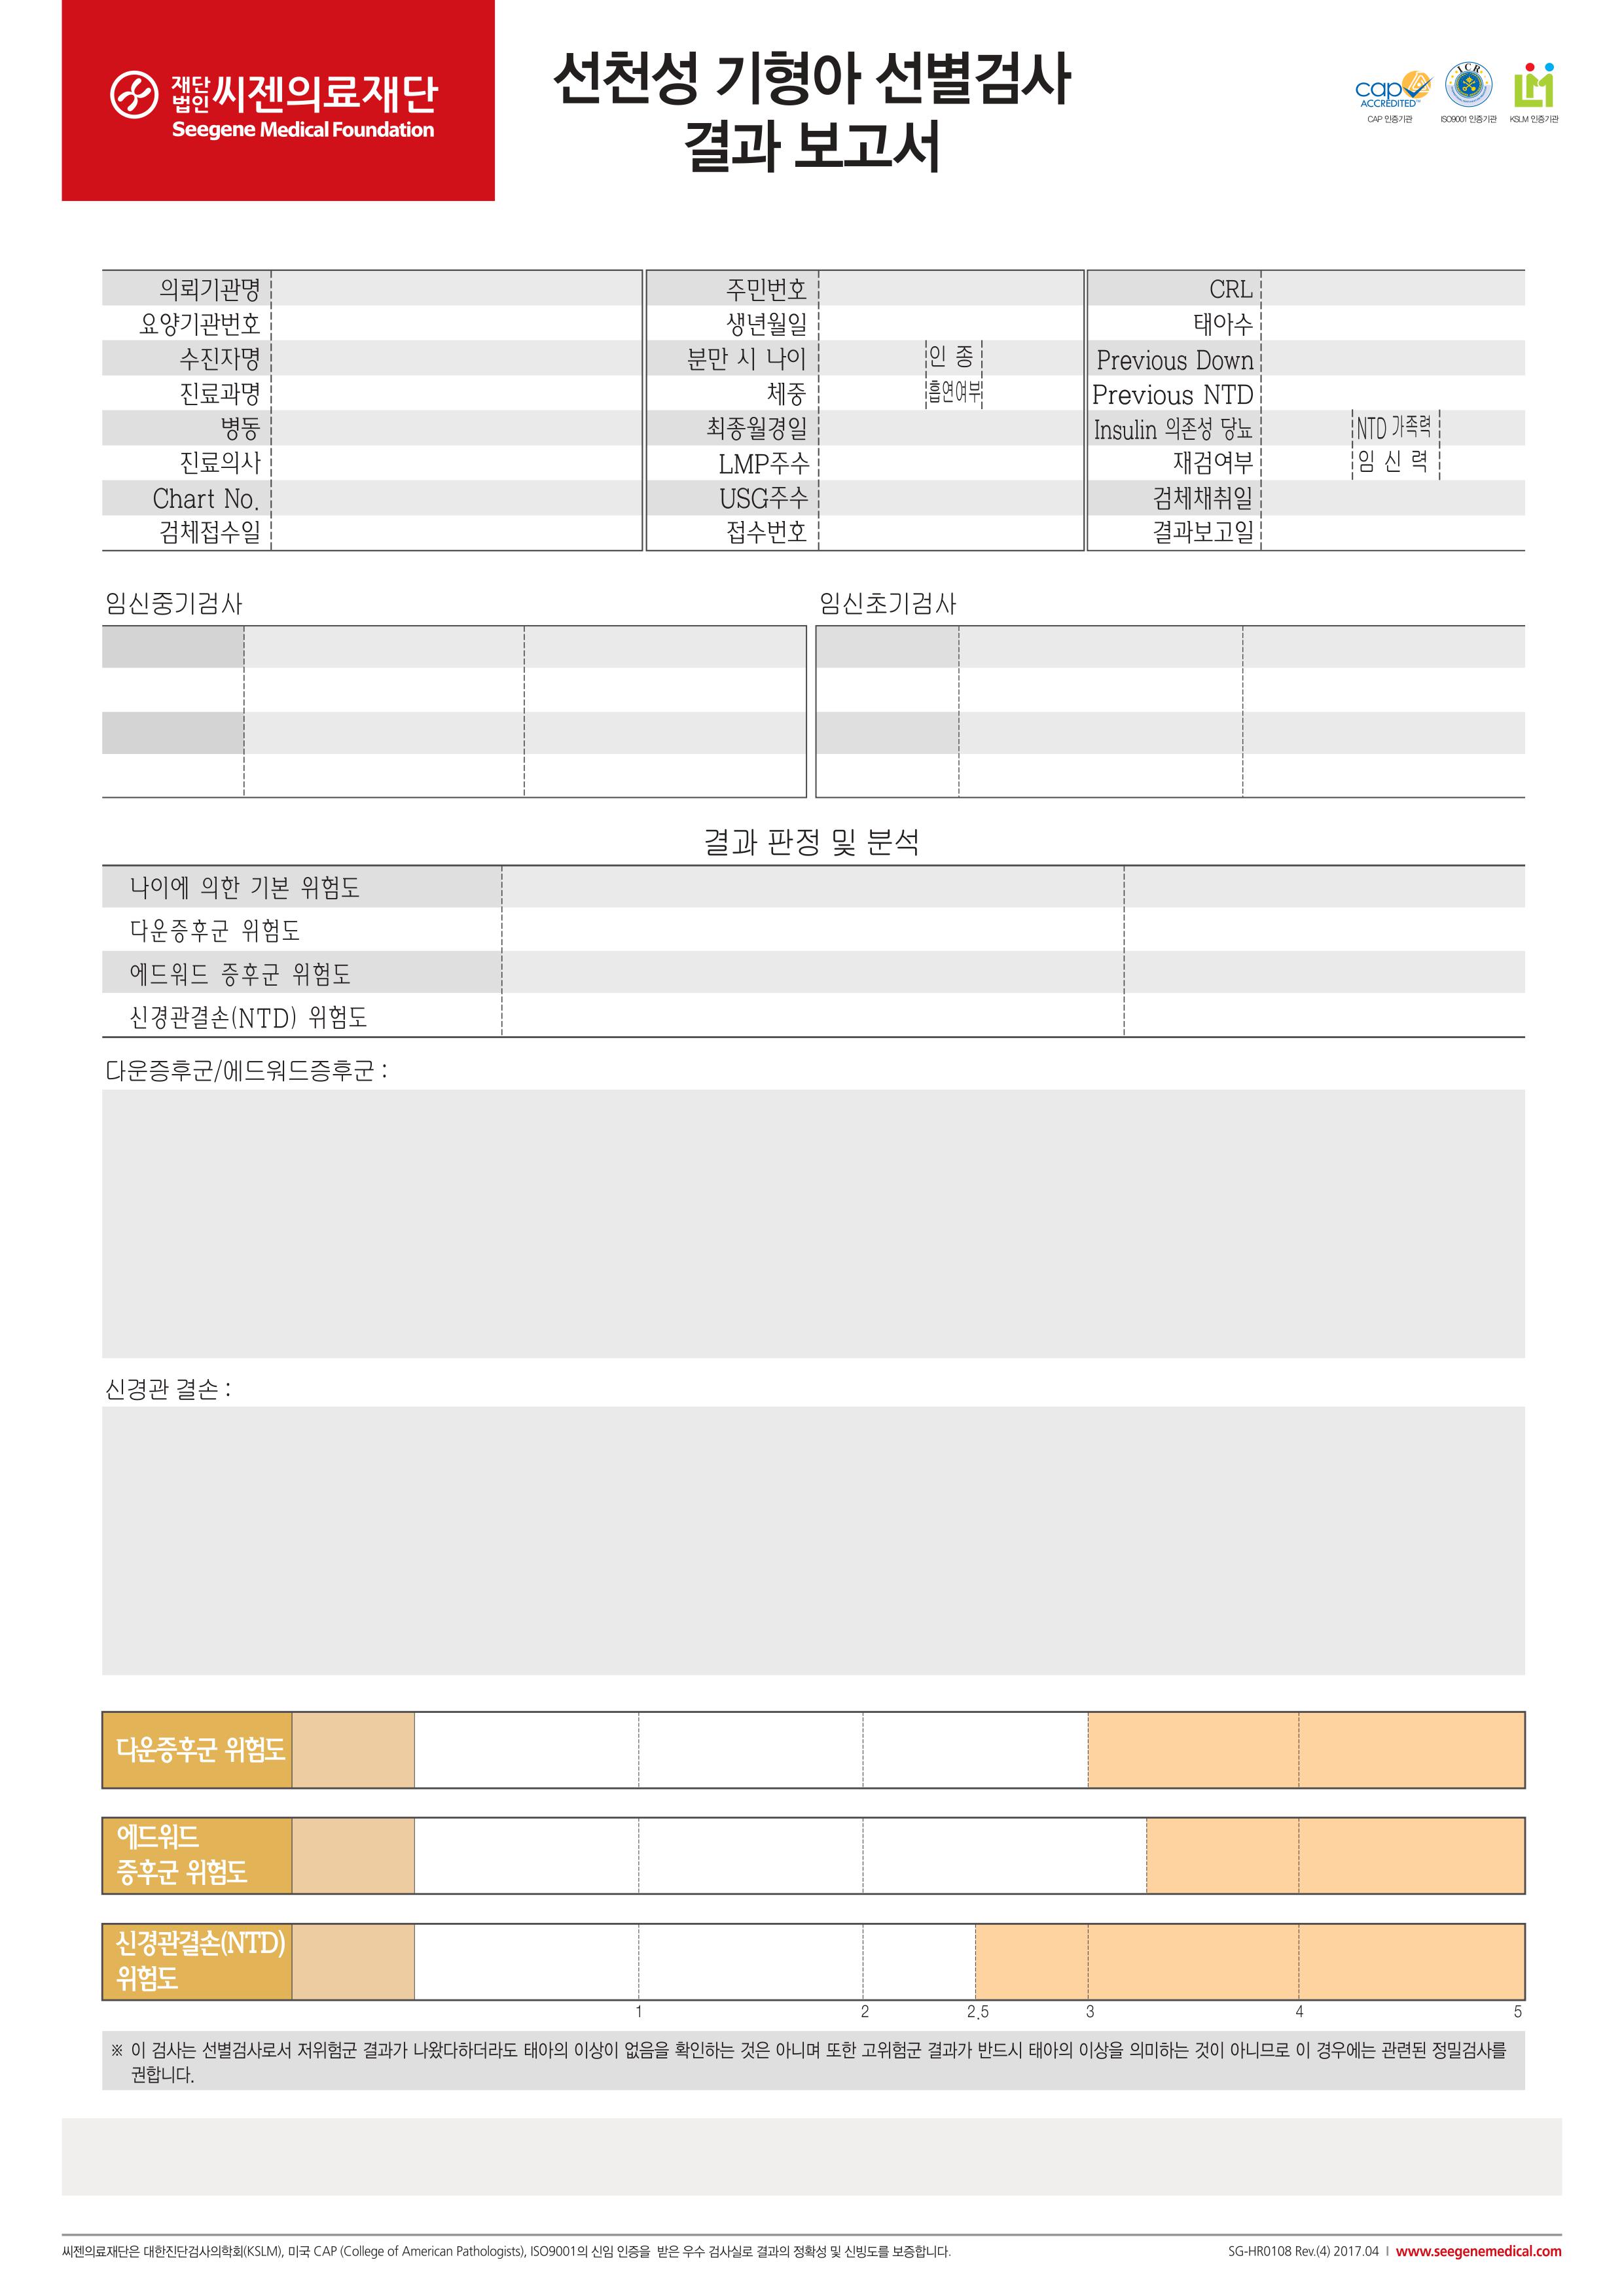 재단
법인 씨젠의료재단
Seegene Medical Foundation
선천성 기형아 선별검사
결과 보고서
cap
ACCREDITED
CAP 인증기관
ICR
ISO9001 인증기관
KSLM 인증기관
의뢰기관명 주민번호 CRL
요양기관번호 생년월일 태아수
수진자명 분만 시 나이 인 종 Previous Down
진료과명 체중 흡연여부 Previous NTD
병동 최종월경일 Insulin 의존성 당뇨 NTD 가족력
진료의사 LMP주수 재검여부 임 신 력
Chart No. USG주수 검체채취일
검체접수일 접수번호 결과보고일
임신중기검사 임신초기검사
결과 판정 및 분석
나이에 의한 기본 위험도
다운증후군 위험도
에드워드 증후군 위험도
신경관결손(NTD) 위험도
다운증후군/에드워드증후군 :
신경관 결손 :
다운증후군 위험도
에드워드
증후군 위험도
신경관결손(NTD)
위험도
1 2 2.5 3 4 5
※ 이 검사는 선별검사로서 저위험군 결과가 나왔다하더라도 태아의 이상이 없음을 확인하는 것은 아니며 또한 고위험군 결과가 반드시 태아의 이상을 의미하는 것이 아니므로 이 경우에는 관련된 정밀검사를
권합니다.
씨젠의료재단은 대한진단검사의학회(KSLM), 미국 CAP (College of American Pathologists), ISO9001의 신임 인증을 받은 우수 검사실로 결과의 정확성 및 신빙도를 보증합니다. SG-HR0108 Rev.(4) 2017.04 | www.seegenemedical.com